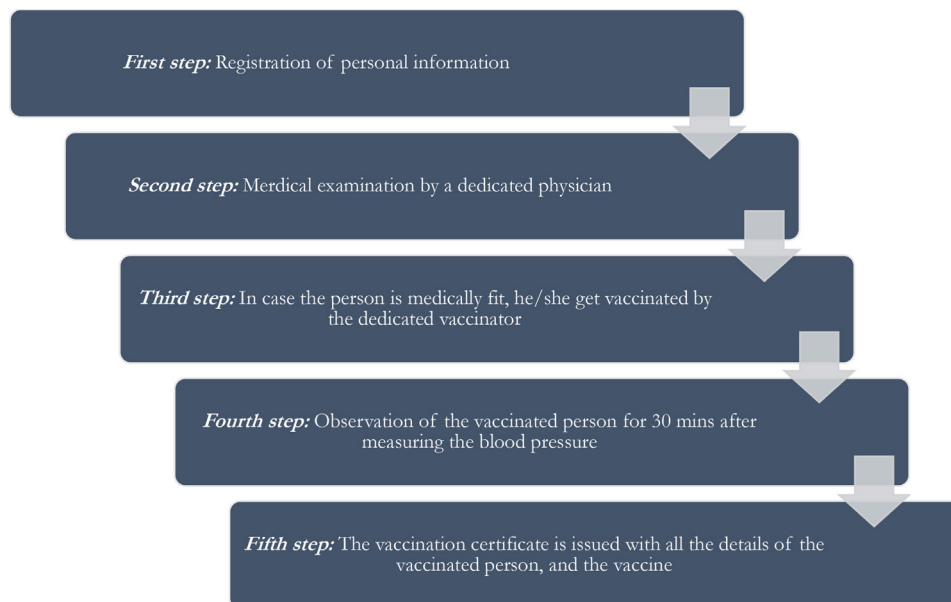 First step: Registration of personal information
Second step: Merdical examination by a dedicated physician
Third step: In case the person is medically fit, he/she get vaccinated by
the dedicated vaccinator
Fourth step: Observation of the vaccinated person for 30 mins after
measuring the blood pressure
Fifth step: The vaccination certificate is issued with all the details of the
vaccinated person, and the vaccine